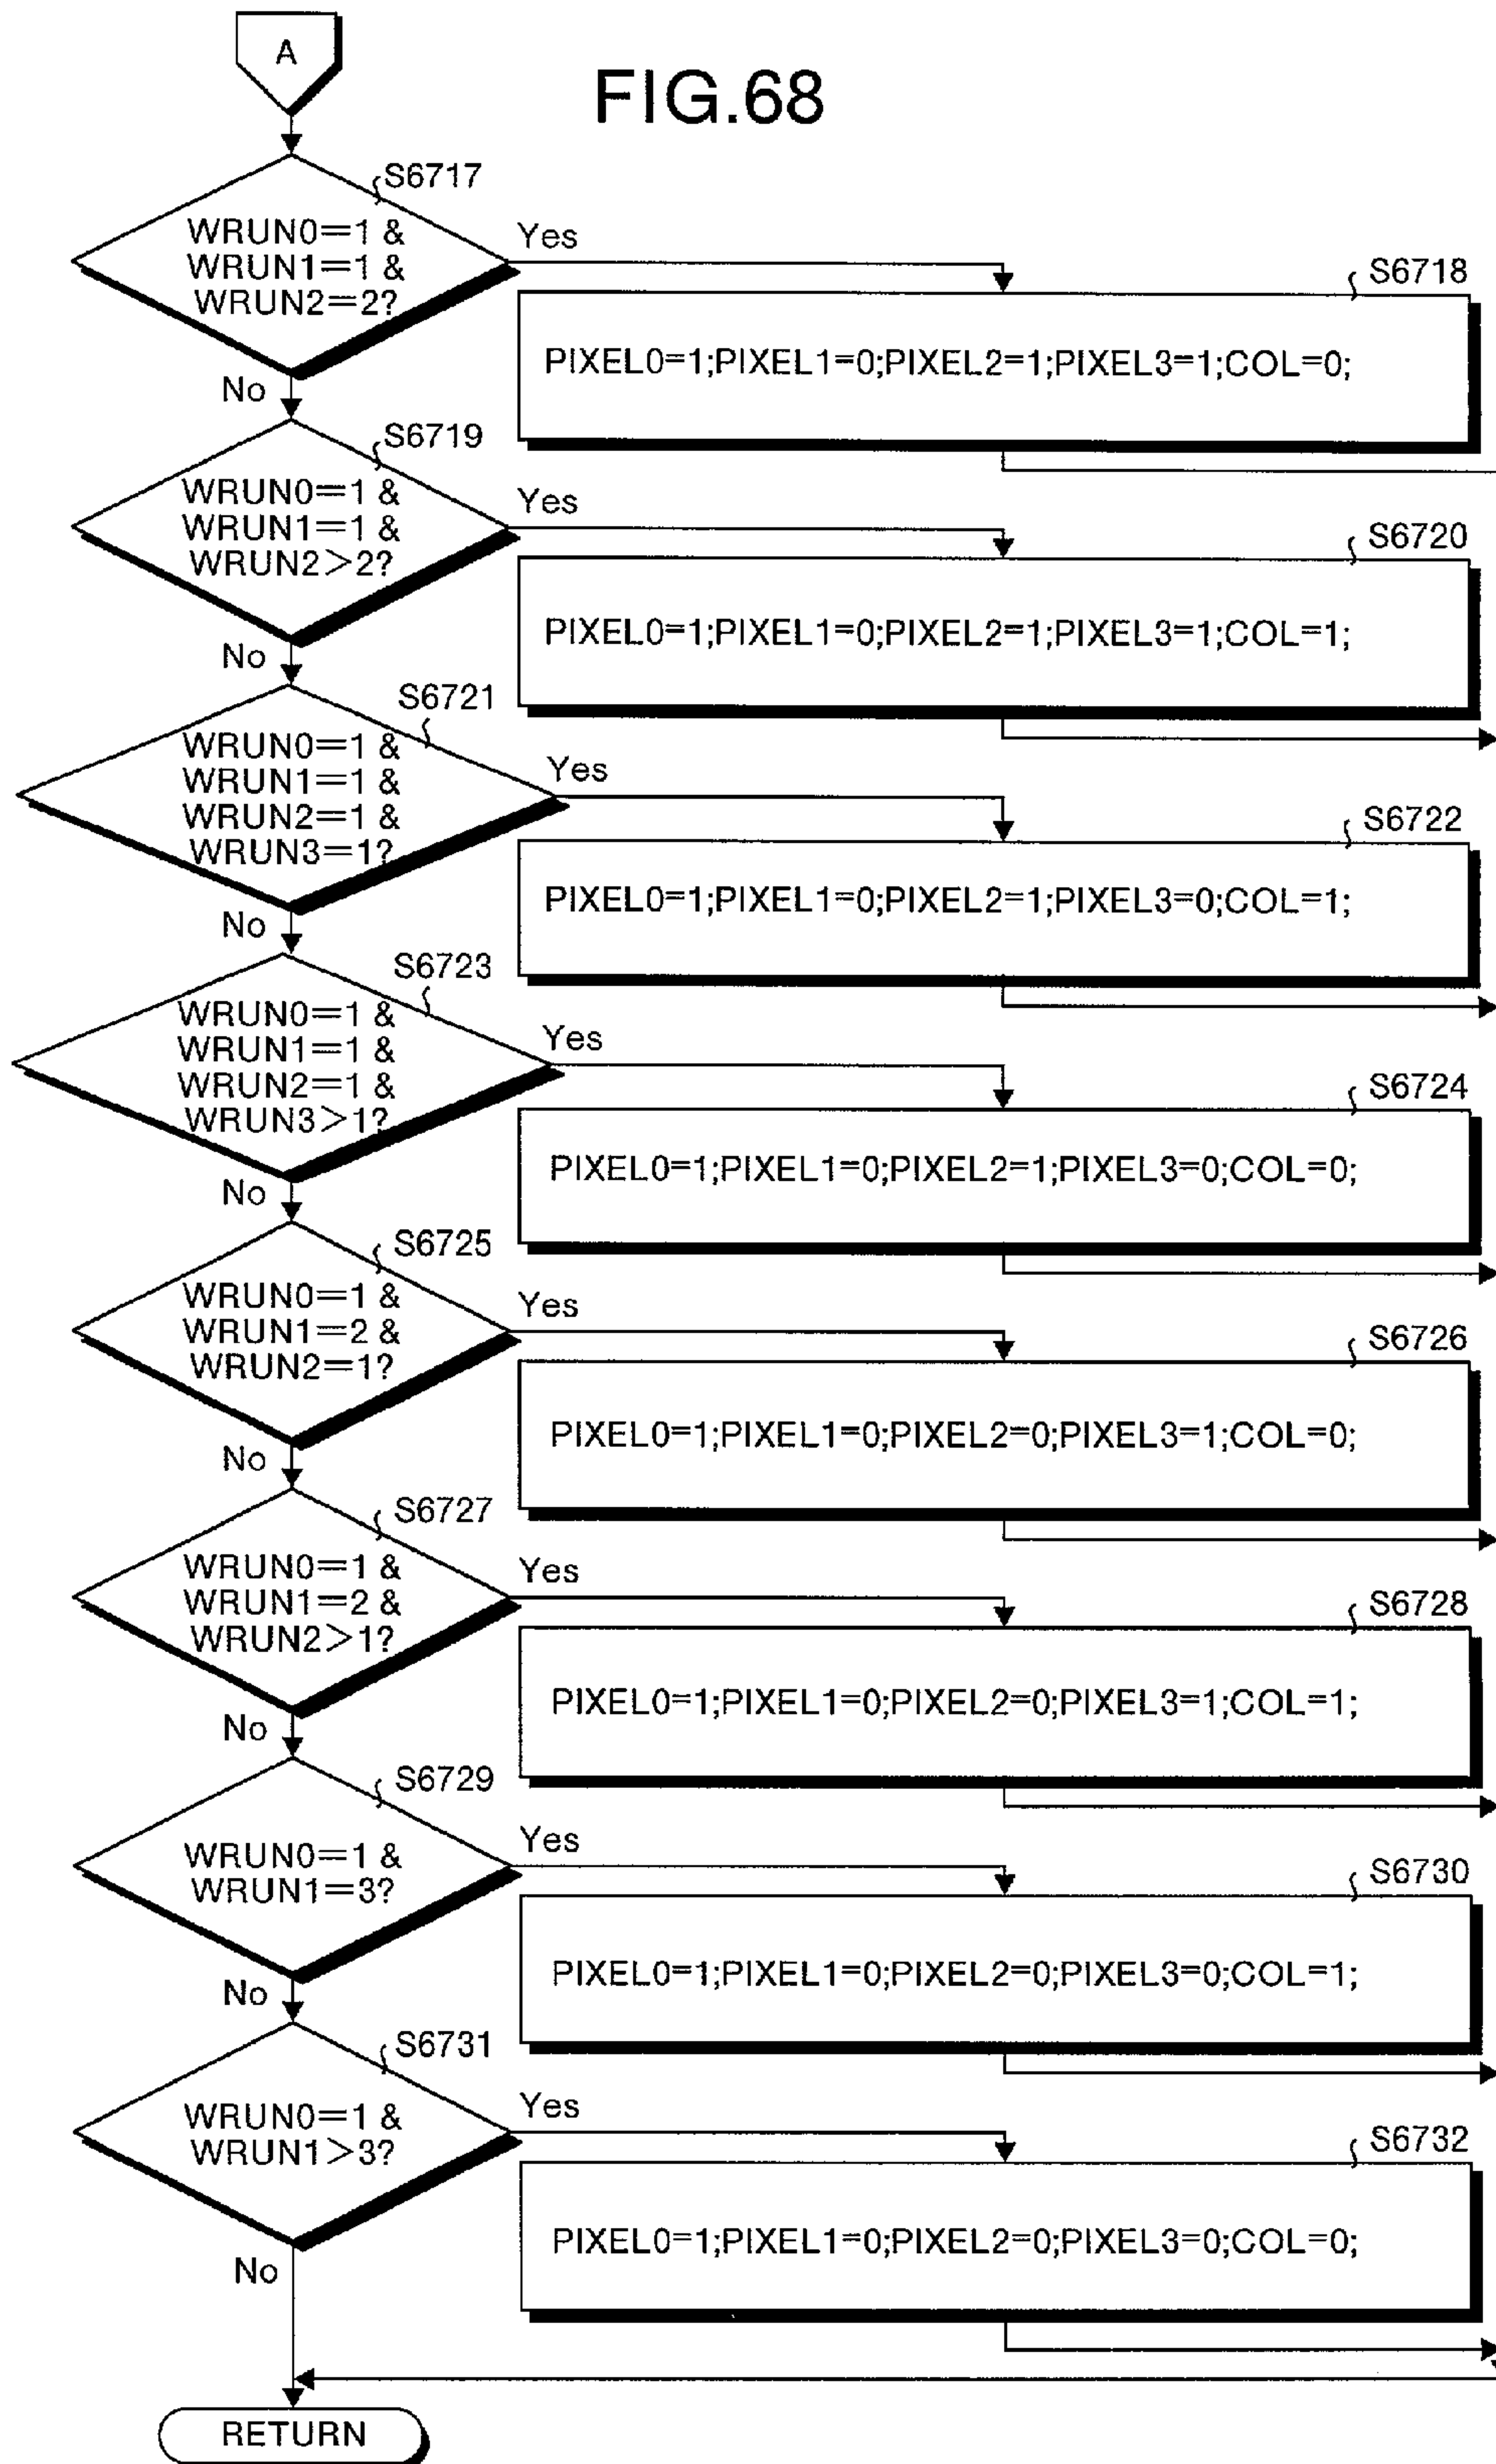 A
FIG.68
S6717
WRUN0=1 &
WRUN1=1 &
WRUN2=2?
Yes
No
S6718
PIXEL0=1;PIXEL1=0;PIXEL2=1;PIXEL3=1;COL=0;
S6719
WRUN0=1 &
WRUN1=1 &
WRUN2>2?
Yes
No
S6720
PIXEL0=1;PIXEL1=0;PIXEL2=1;PIXEL3=1;COL=1;
S6721
WRUN0=1 &
WRUN1=1 &
WRUN2=1 &
WRUN3=1?
Yes
No
S6722
PIXEL0=1;PIXEL1=0;PIXEL2=1;PIXEL3=0;COL=1;
S6723
WRUN0=1 &
WRUN1=1 &
WRUN2=1 &
WRUN3>1?
Yes
No
S6724
PIXEL0=1;PIXEL1=0;PIXEL2=1;PIXEL3=0;COL=0;
S6725
WRUN0=1 &
WRUN1=2 &
WRUN2=1?
Yes
No
S6726
PIXEL0=1;PIXEL1=0;PIXEL2=0;PIXEL3=1;COL=0;
S6727
WRUN0=1 &
WRUN1=2 &
WRUN2>1?
Yes
No
S6728
PIXEL0=1;PIXEL1=0;PIXEL2=0;PIXEL3=1;COL=1;
S6729
WRUN0=1 &
WRUN1=3?
Yes
No
S6730
PIXEL0=1;PIXEL1=0;PIXEL2=0;PIXEL3=0;COL=1;
S6731
WRUN0=1 &
WRUN1>3?
Yes
No
S6732
PIXEL0=1;PIXEL1=0;PIXEL2=0;PIXEL3=0;COL=0;
RETURN